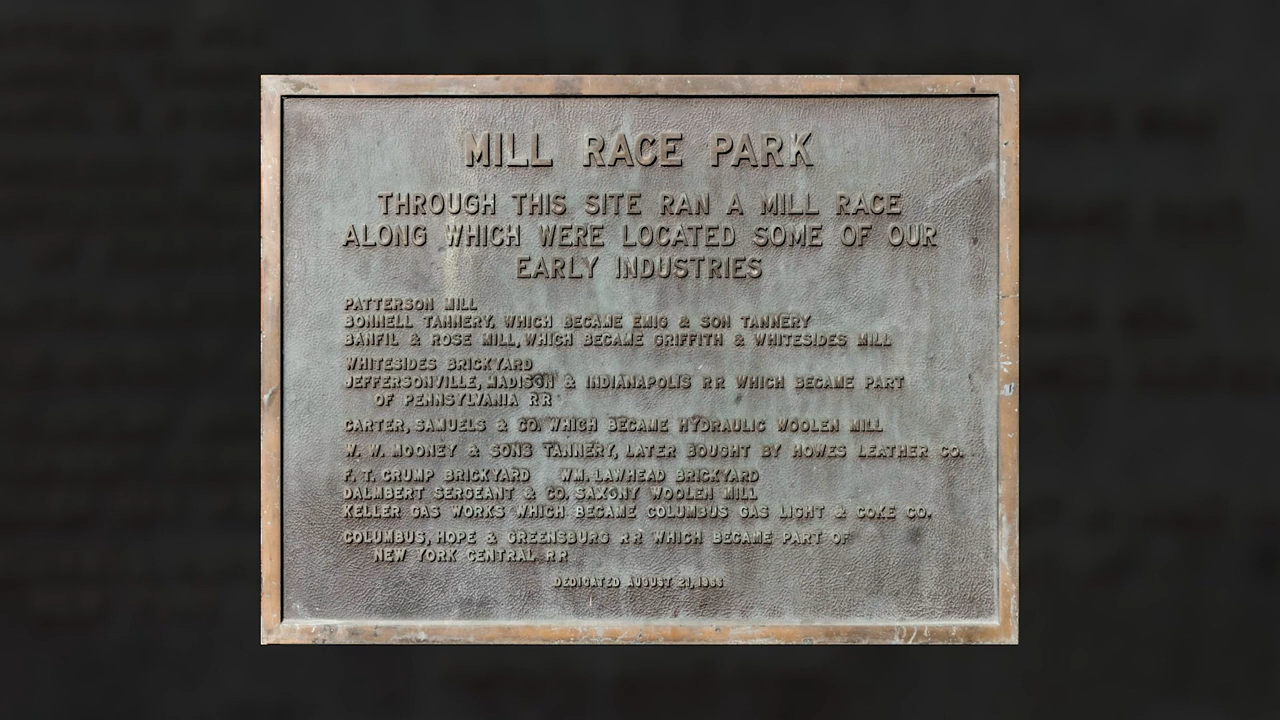 MILL RACE PARK
THROUGH THIS SITE RAN A MILL RACE
ALONG WHICH WERE LOCATED SOME OF OUR
EARLY INDUSTRIES
PATTERSON MILL
BONNELL TANNERY, WHICH BECAME EMIG & SON TANNERY
BANFIL & ROSE MILL, WHICH BECAME GRIFFITH & WHITESIDES MILL
WHITESIDES BRICKYARD
JEFFERSONVILLE, MADISON & INDIANAPOLIS RR WHICH BECAME PART
OF PENNSYLVANIA RR
CARTER, SAMUELS & CO. WHICH BECAME HYDRAULIC WOOLEN MILL
W. W. MOONEY & SONS TANNERY, LATER BOUGHT BY HOWES LEATHER CO.
F. T. CRUMP BRICKYARD WM. LAWHEAD BRICKYARD
DALMBERT SERGEANT & CO. SAXONY WOOLEN MILL
KELLER GAS WORKS WHICH BECAME COLUMBUS GAS LIGHT & COKE CO.
COLUMBUS, HOPE & GREENSBURG RR WHICH BECAME PART OF
NEW YORK CENTRAL RR
DEDICATED AUGUST 21,